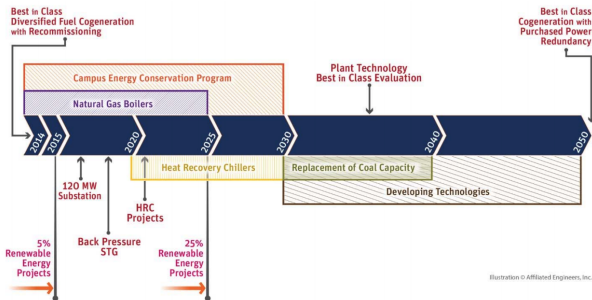 Best in Class
Diversified Fuel Cogeneration
with Recommissioning
Best in Class
Cogeneration with
Purchased Power
Redundancy
Campus Energy Conservation Program
Plant Technology
Best in Class Evaluation
Natural Gas Boilers
2014
2015
2020
2025
2030
2040
2050
Heat Recovery Chillers
Replacement of Coal Capacity
Developing Technologies
120 MW
Substation
HRC
Projects
Back Pressure
STG
5%
Renewable
Energy
Projects
25%
Renewable
Energy
Projects
Illustration © Affiliated Engineers, Inc.